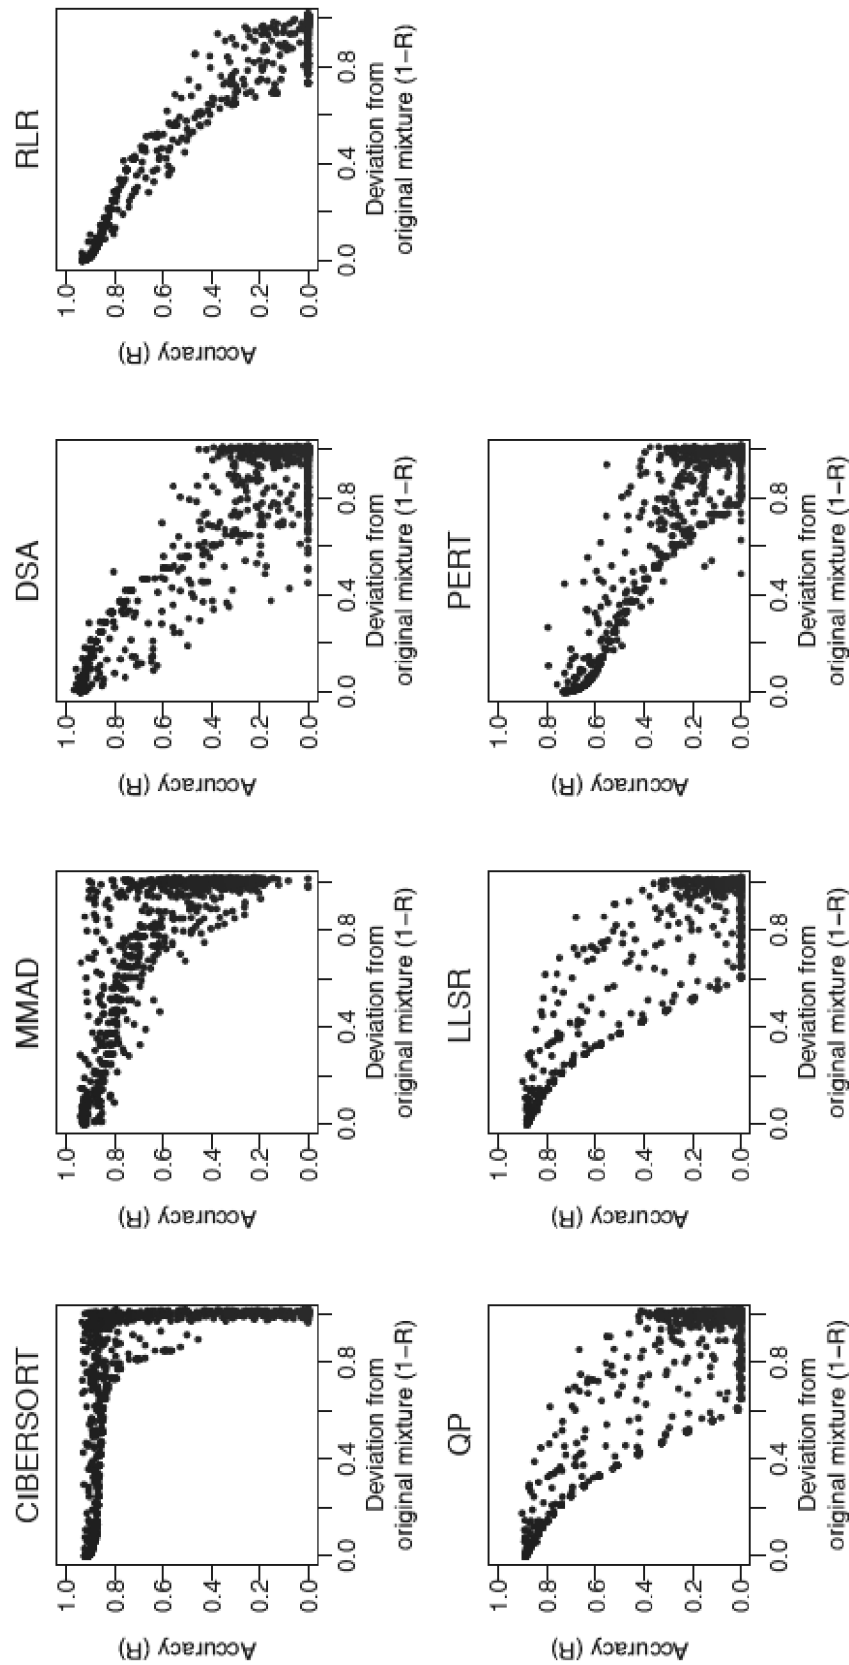 CIBERSORT
1.0
0.8
0.6
0.4
0.2
0.0
Accuracy (R)
0.0 0.4 0.8
Deviation from
original mixture (1−R)
MMAD
1.0
0.8
0.6
0.4
0.2
0.0
Accuracy (R)
0.0 0.4 0.8
Deviation from
original mixture (1−R)
DSA
1.0
0.8
0.6
0.4
0.2
0.0
Accuracy (R)
0.0 0.4 0.8
Deviation from
original mixture (1−R)
RLR
1.0
0.8
0.6
0.4
0.2
0.0
Accuracy (R)
0.0 0.4 0.8
Deviation from
original mixture (1−R)
QP
1.0
0.8
0.6
0.4
0.2
0.0
Accuracy (R)
0.0 0.4 0.8
Deviation from
original mixture (1−R)
LLSR
1.0
0.8
0.6
0.4
0.2
0.0
Accuracy (R)
0.0 0.4 0.8
Deviation from
original mixture (1−R)
PERT
1.0
0.8
0.6
0.4
0.2
0.0
Accuracy (R)
0.0 0.4 0.8
Deviation from
original mixture (1−R)